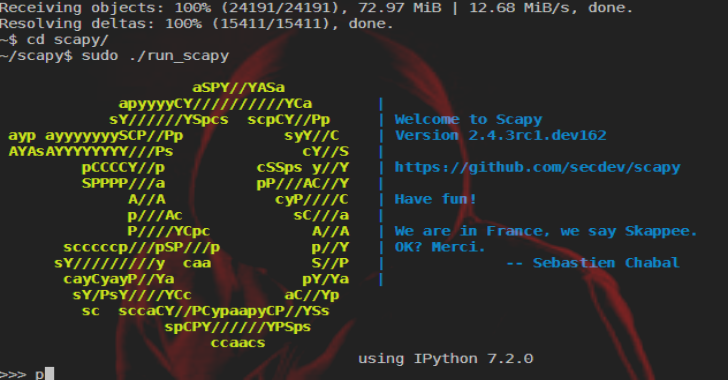 Receiving objects: 100% (24191/24191), 72.97 MiB | 12.68 MiB/s, done.
Resolving deltas: 100% (15411/15411), done.
~$ cd scapy/
~/scapy$ sudo ./run_scapy
aSPY//YASa
apyyyyCY//////////YCa |
sY//////YSpcs scpCY//Pp | Welcome to Scapy
ayp ayyyyyyySCP//Pp syY//C | Version 2.4.3rc1.dev162
AYAsAYYYYYYYY///Ps cY//S |
pCCCCY//p cSSps y//Y | https://github.com/secdev/scapy
SPPPP///a pP///AC//Y |
A//A cyP////C | Have fun!
p///Ac sC///a |
P////YCpc A//A | We are in France, we say Skappee.
scccccp///pSP///p p//Y | OK? Merci.
sY/////////y caa S//P | -- Sebastien Chabal
cayCyayP//Ya pY/Ya |
sY/PsY////YCc aC//Yp
sc sccaCY//PCypaapyCP//YSs
spCPY//////YPSps
ccaacs
using IPython 7.2.0
>>> p